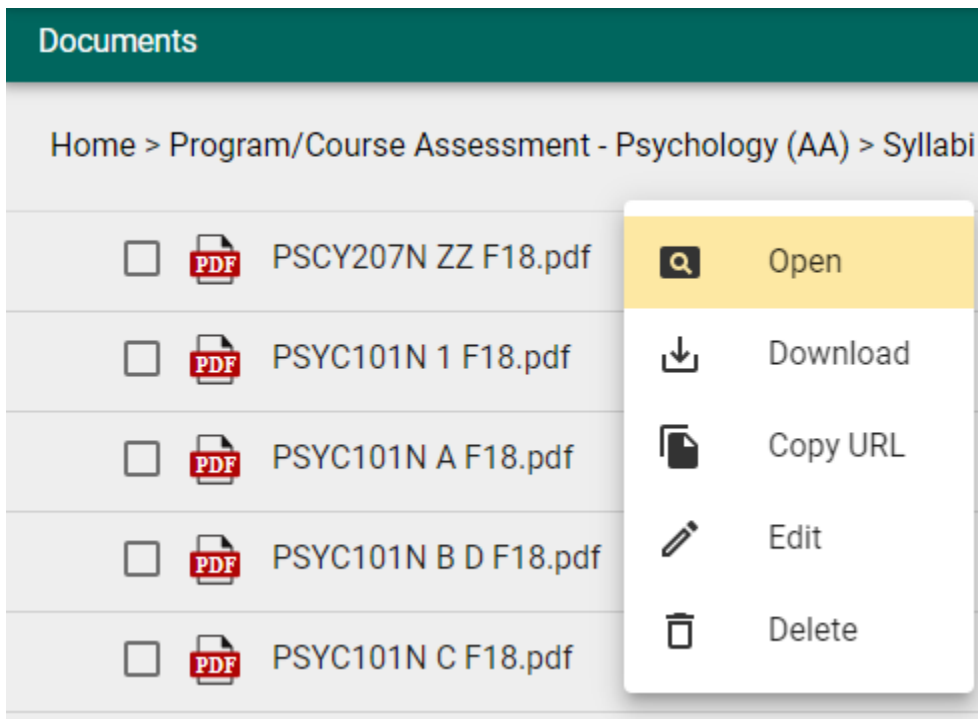 Documents
Home > Program/Course Assessment - Psychology (AA) > Syllabi
PDF PSCY207N ZZ F18.pdf
Open
PDF PSYC101N 1 F18.pdf
Download
PDF PSYC101N A F18.pdf
Copy URL
PDF PSYC101N B D F18.pdf
Edit
PDF PSYC101N C F18.pdf
Delete